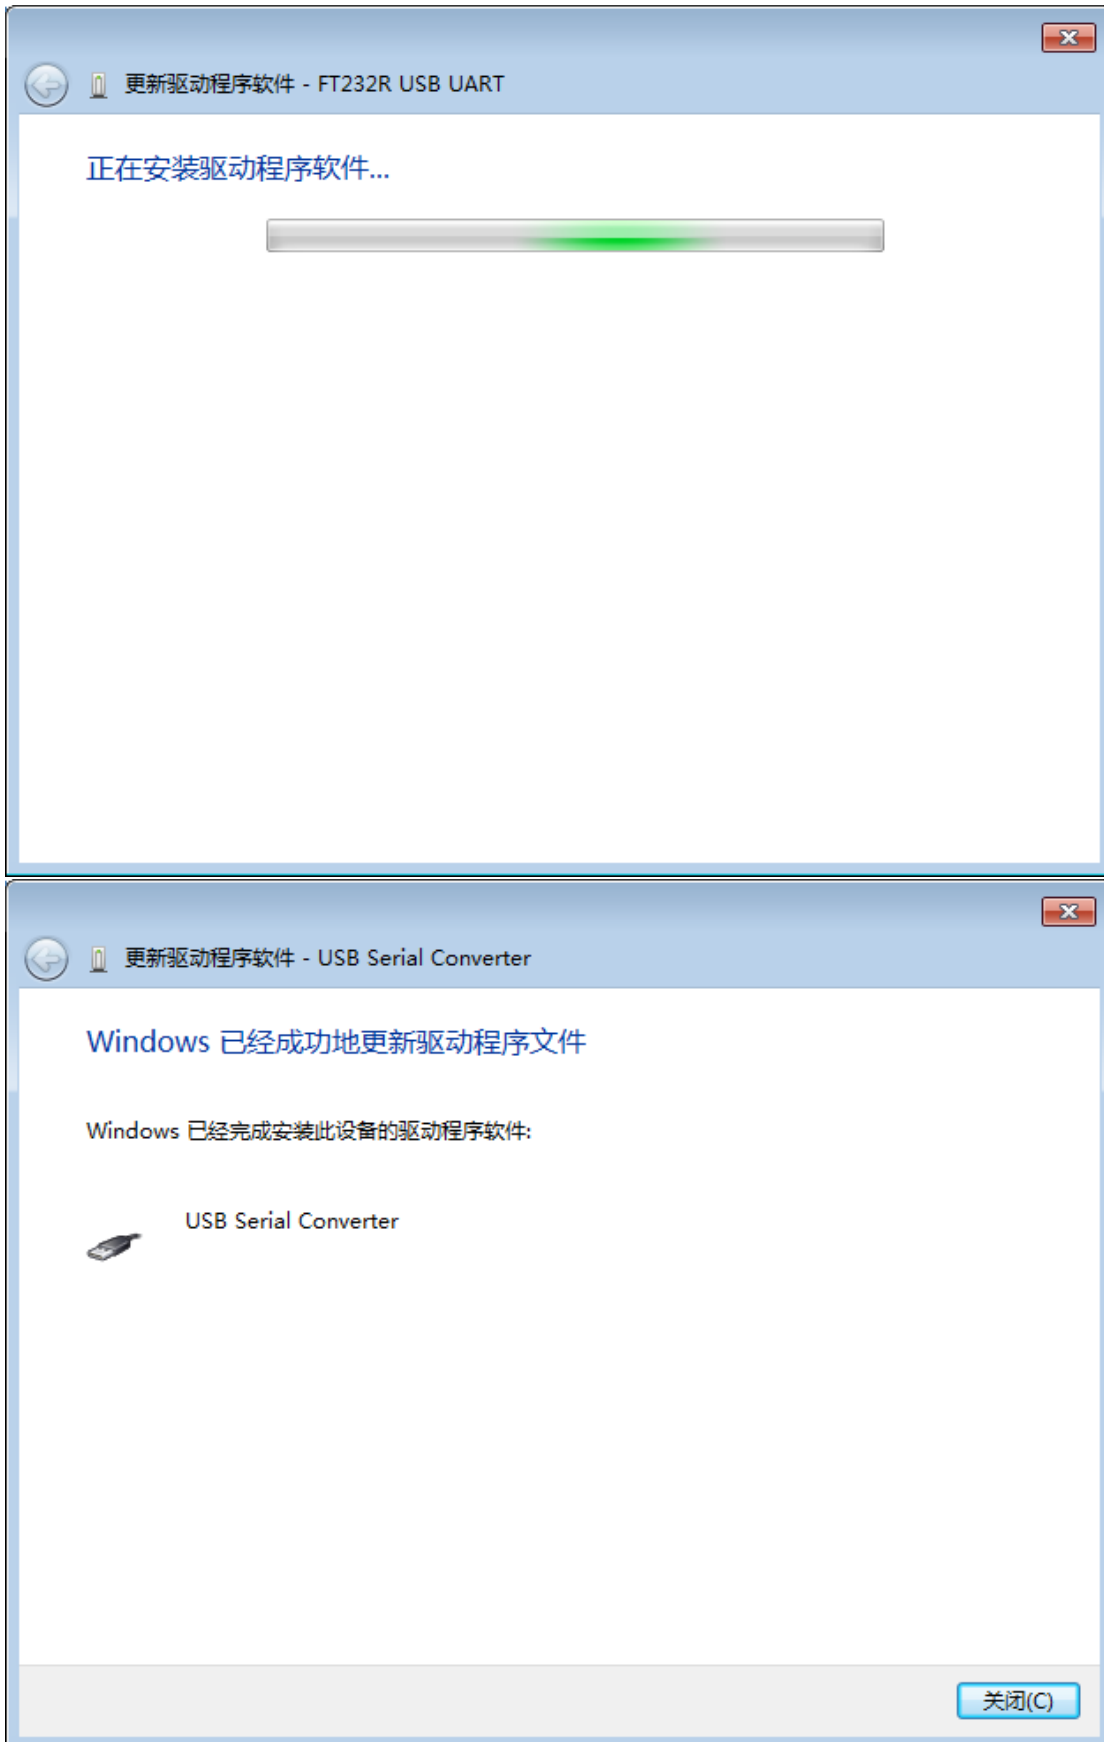 更新驱动程序软件 - FT232R USB UART
正在安装驱动程序软件...
更新驱动程序软件 - USB Serial Converter
Windows 已经成功地更新驱动程序文件
Windows 已经完成安装此设备的驱动程序软件:
USB Serial Converter
关闭(C)